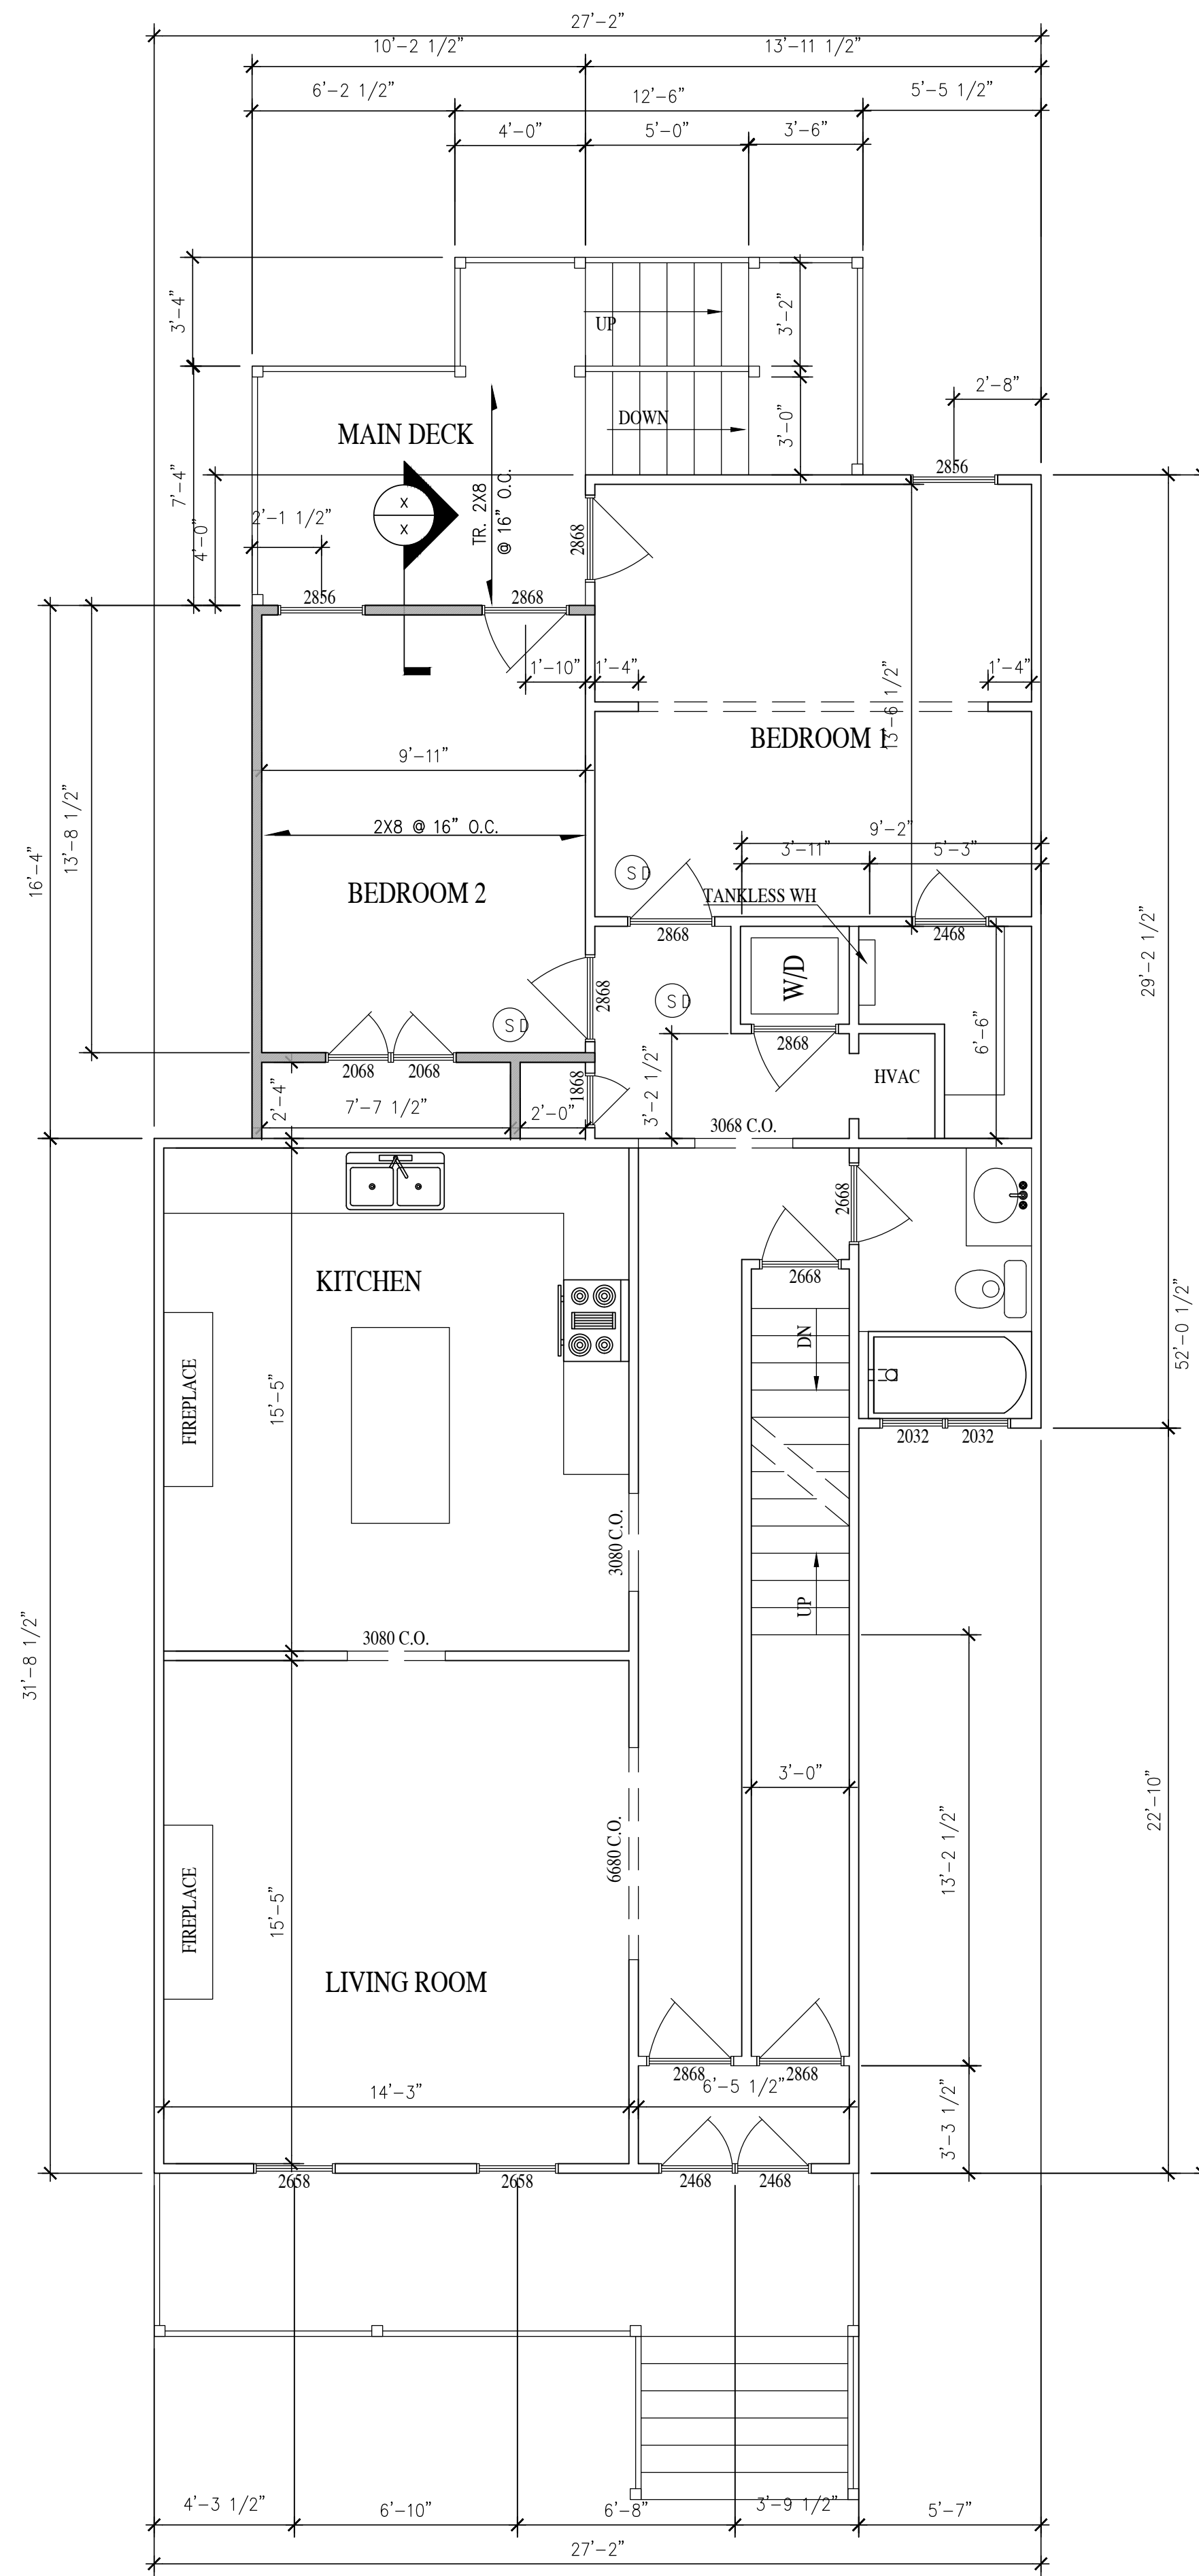 27'-2"
10'-2 1/2" 13'-11 1/2"
6'-2 1/2" 12'-6" 5'-5 1/2"
4'-0" 5'-0" 3'-6"
3'-4"
UP
3'-2"
2'-8"
MAIN DECK
DOWN
3'-0"
7'-4"
4'-0"
2'-1 1/2"
X
X
TR. 2X8
@ 16" O.C.
2868
2856
2856
2868
1'-10" 1'-4"
1'-4"
BEDROOM 1
13'-6 1/2"
9'-11"
2X8 @ 16" O.C.
9'-2"
3'-11" 5'-3"
16'-4"
13'-8 1/2"
BEDROOM 2
SD
TANKLESS WH
2868
2468
W/D
29'-2 1/2"
2868
SD
SD
2868
6'-6"
HVAC
2068 2068
1868
2'-4"
7'-7 1/2"
2'-0"
3'-2 1/2"
3068 C.O.
2668
2668
KITCHEN
DN
FIREPLACE
15'-5"
52'-0 1/2"
2032 2032
3080 C.O.
UP
3080 C.O.
31'-8 1/2"
3'-0"
6680 C.O.
13'-2 1/2"
22'-10"
FIREPLACE
15'-5"
LIVING ROOM
2868 2868
14'-3" 6'-5 1/2"
3'-3 1/2"
2658 2658 2468 2468
4'-3 1/2" 6'-10" 6'-8" 3'-9 1/2" 5'-7"
27'-2"